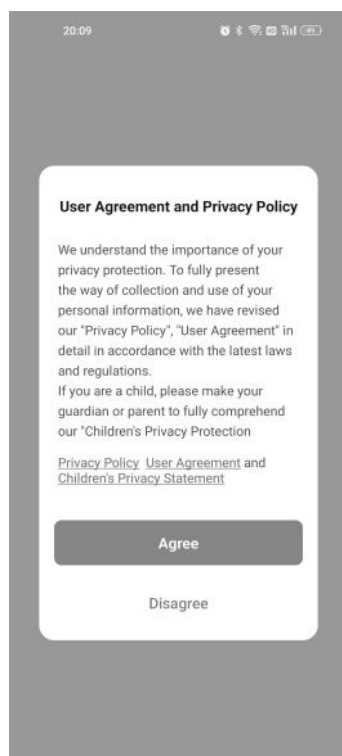 20:09
User Agreement and Privacy Policy
We understand the importance of your
privacy protection. To fully present
the way of collection and use of your
personal information, we have revised
our "Privacy Policy", "User Agreement" in
detail in accordance with the latest laws
and regulations.
If you are a child, please make your
guardian or parent to fully comprehend
our "Children's Privacy Protection
Privacy Policy User Agreement and
Children's Privacy Statement
Agree
Disagree